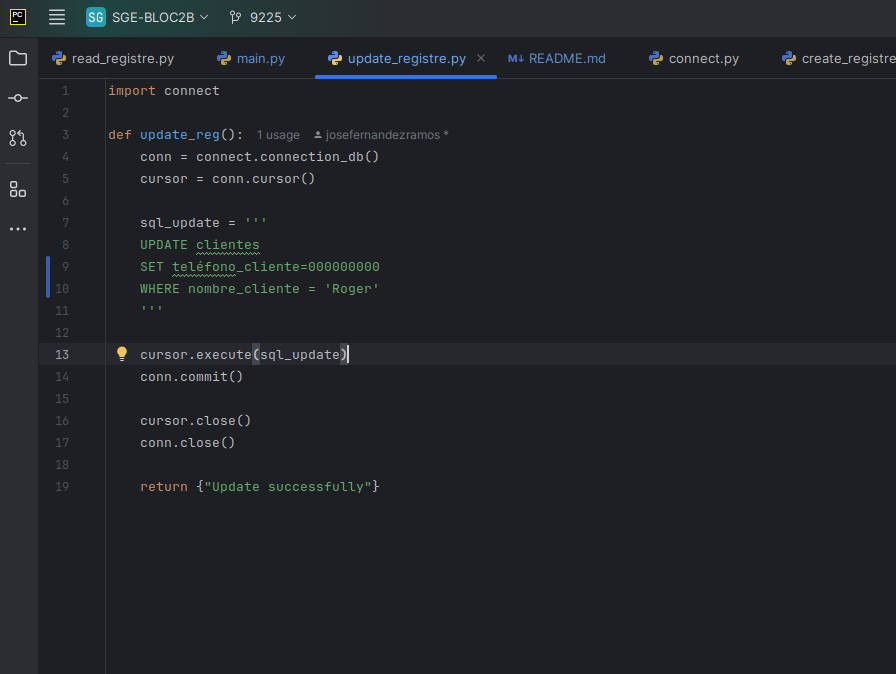 PC SG SGE-BLOC2B 9225
read_registre.py main.py update_registre.py × M↓ README.md connect.py create_registre
1 import connect
2
3 def update_reg(): 1 usage josefernandezramos *
4 conn = connect.connection_db()
5 cursor = conn.cursor()
6
7 sql_update = '''
8 UPDATE clientes
9 SET teléfono_cliente=000000000
10 WHERE nombre_cliente = 'Roger'
11 '''
12
13 cursor.execute(sql_update)
14 conn.commit()
15
16 cursor.close()
17 conn.close()
18
19 return {"Update successfully"}